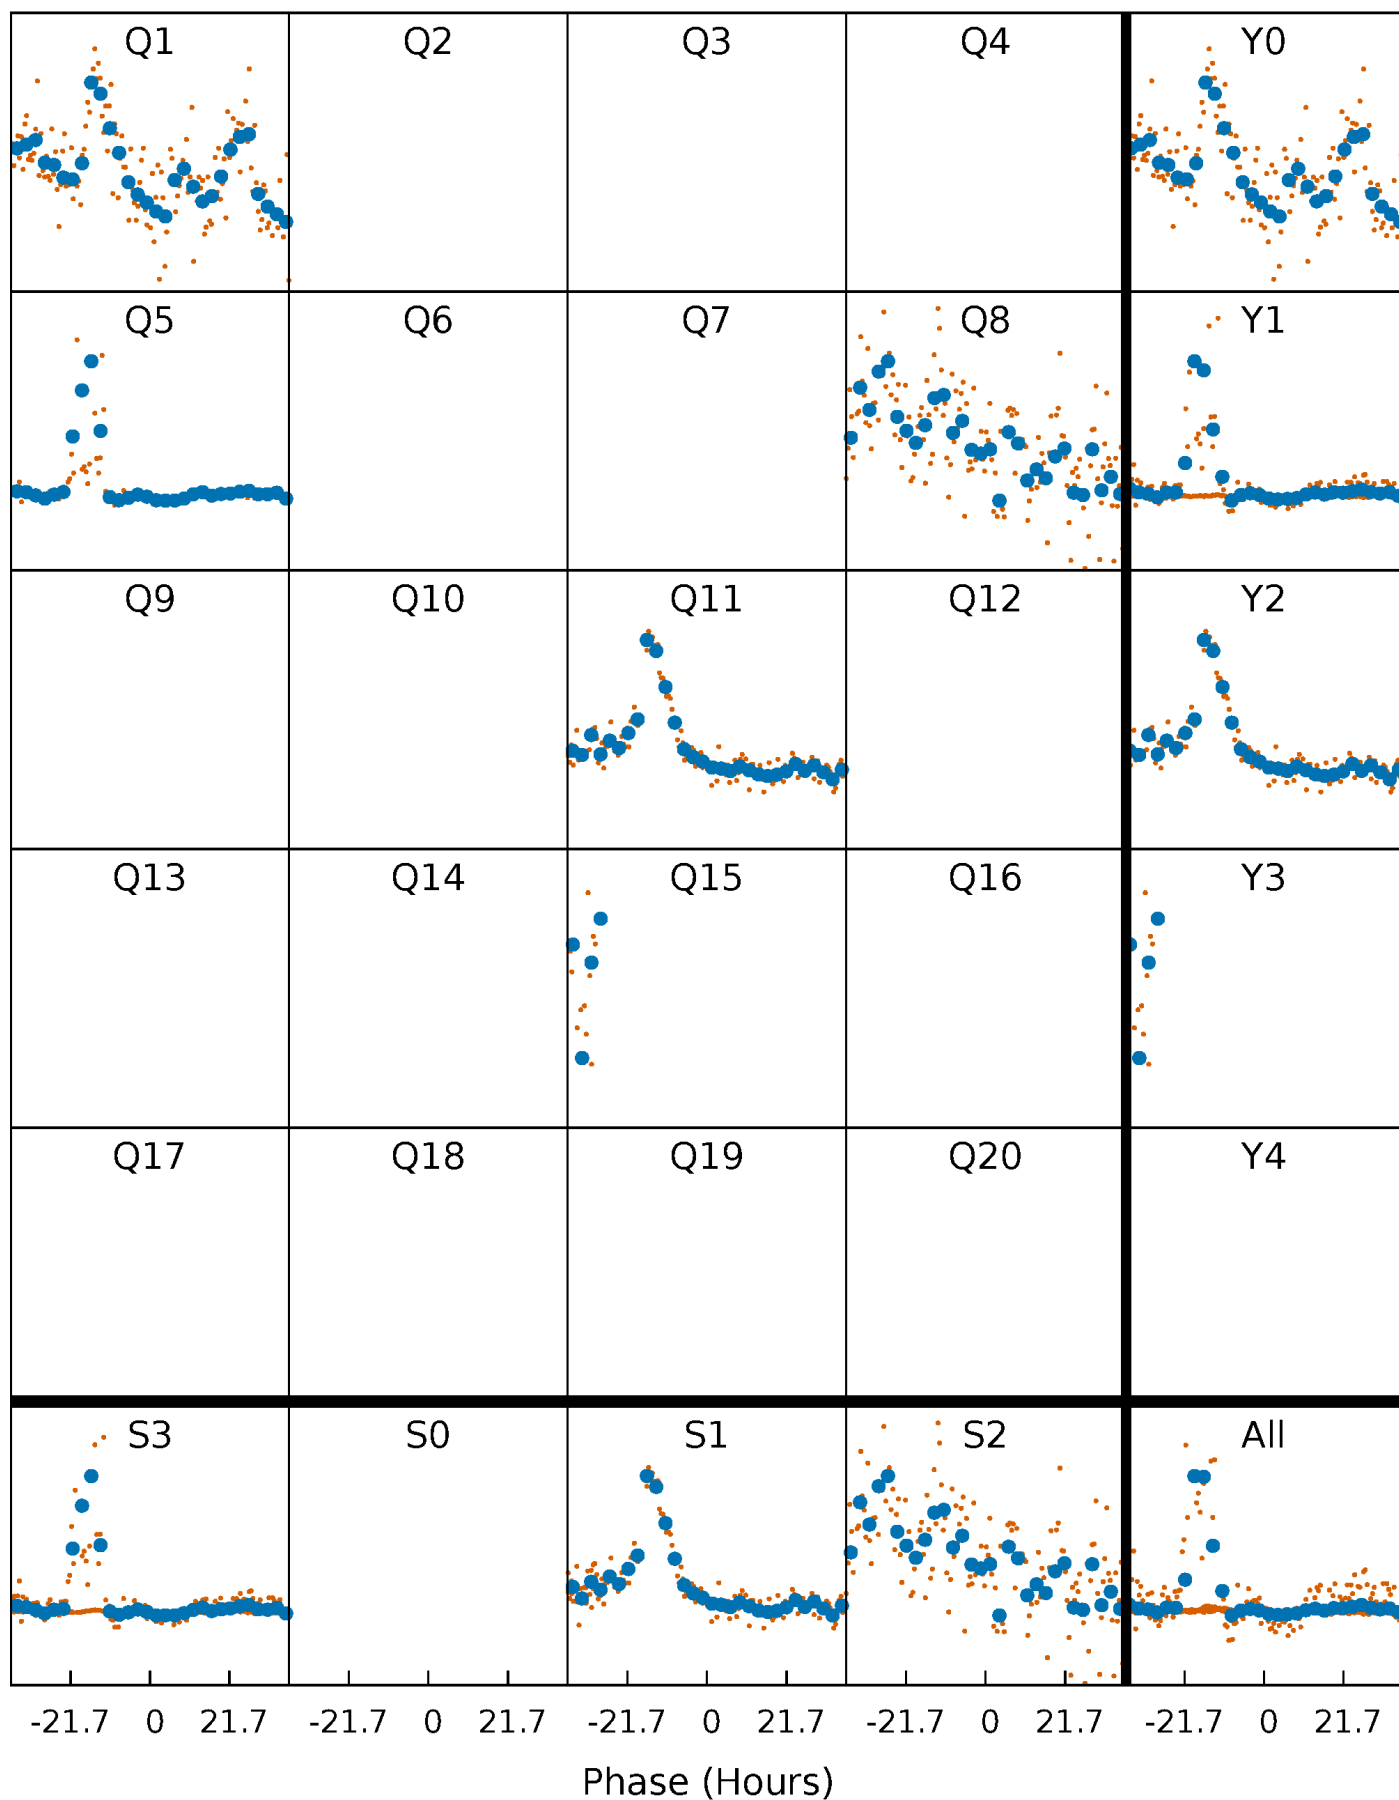 Q1 Q2 Q3 Q4 Y0
Q5 Q6 Q7 Q8 Y1
Q9 Q10 Q11 Q12 Y2
Q13 Q14 Q15 Q16 Y3
Q17 Q18 Q19 Q20 Y4
S3 S0 S1 S2 All
-21.7 0 21.7 -21.7 0 21.7 -21.7 0 21.7 -21.7 0 21.7 -21.7 0 21.7
Phase (Hours)